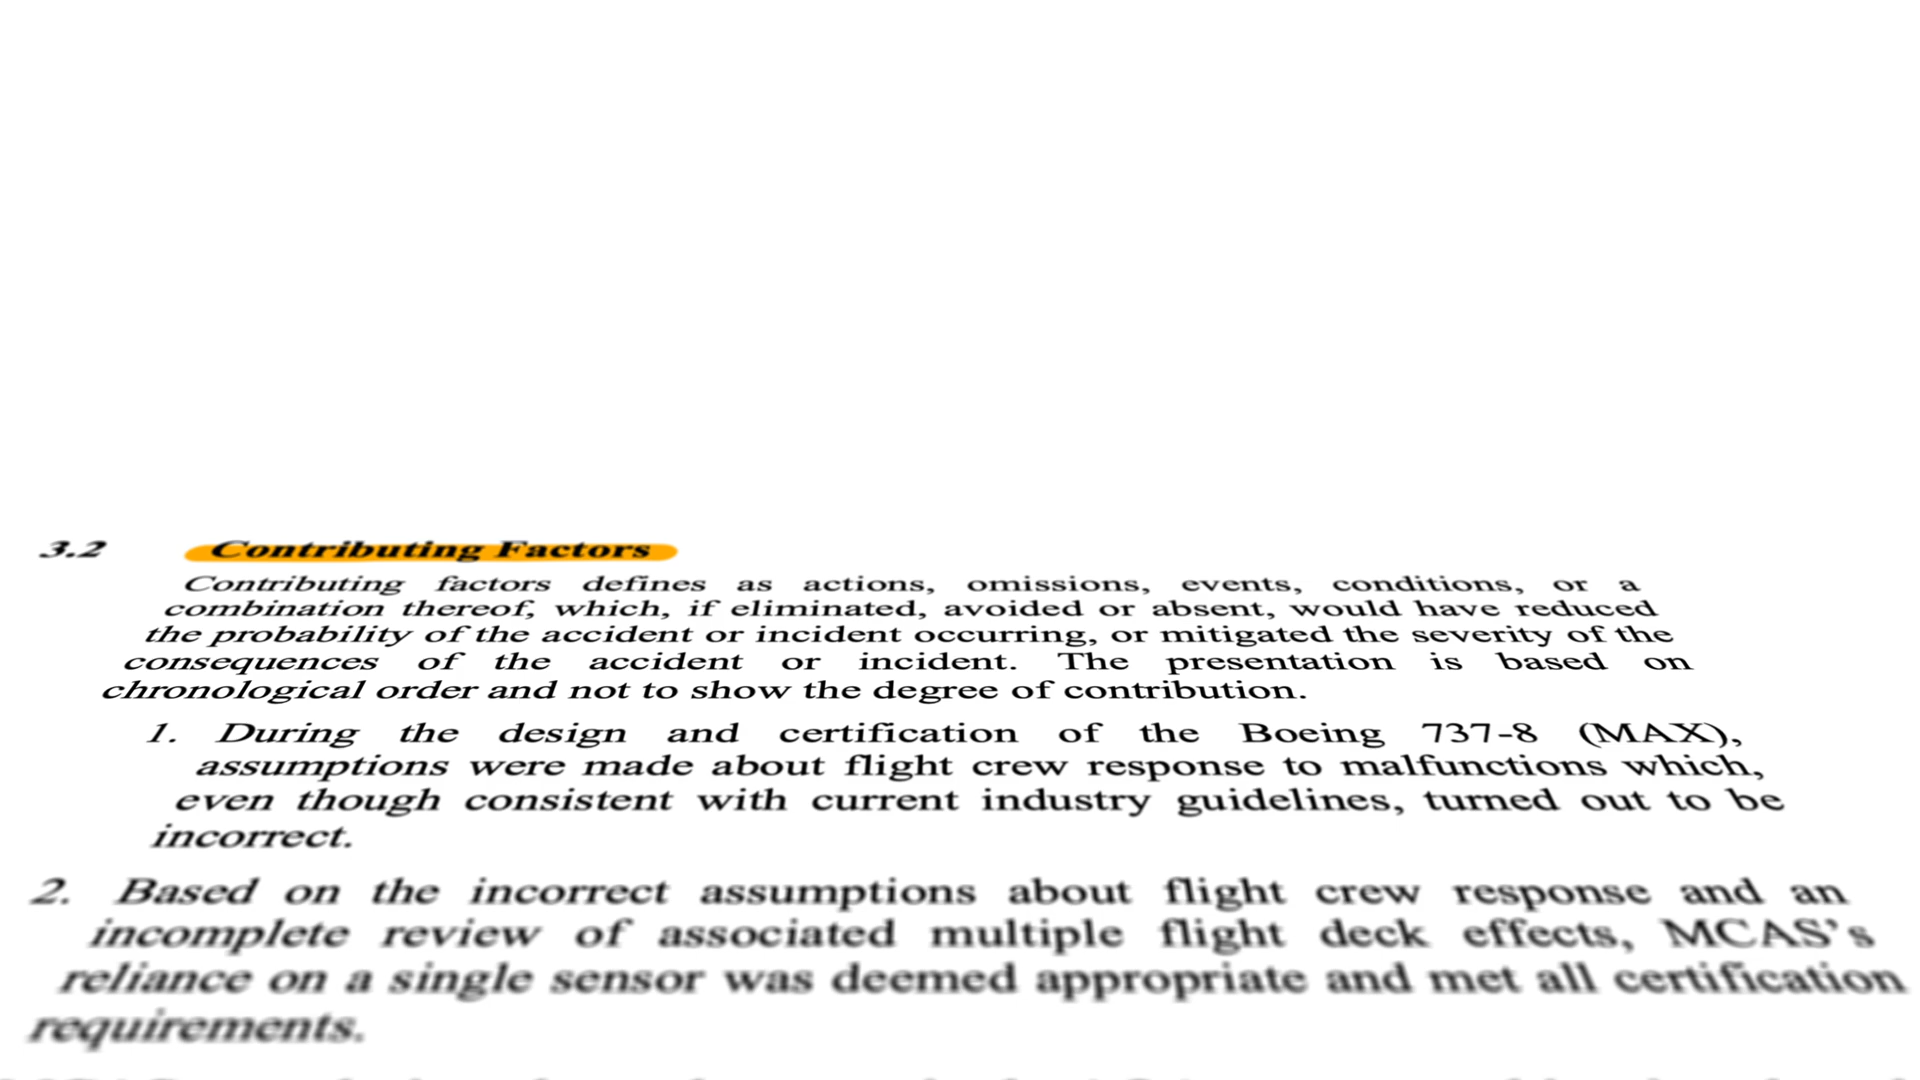 3.2 Contributing Factors
Contributing factors defines as actions, omissions, events, conditions, or a
combination thereof, which, if eliminated, avoided or absent, would have reduced
the probability of the accident or incident occurring, or mitigated the severity of the
consequences of the accident or incident. The presentation is based on
chronological order and not to show the degree of contribution.
1. During the design and certification of the Boeing 737-8 (MAX),
assumptions were made about flight crew response to malfunctions which,
even though consistent with current industry guidelines, turned out to be
incorrect.
2. Based on the incorrect assumptions about flight crew response and an
incomplete review of associated multiple flight deck effects, MCAS's
reliance on a single sensor was deemed appropriate and met all certification
requirements.